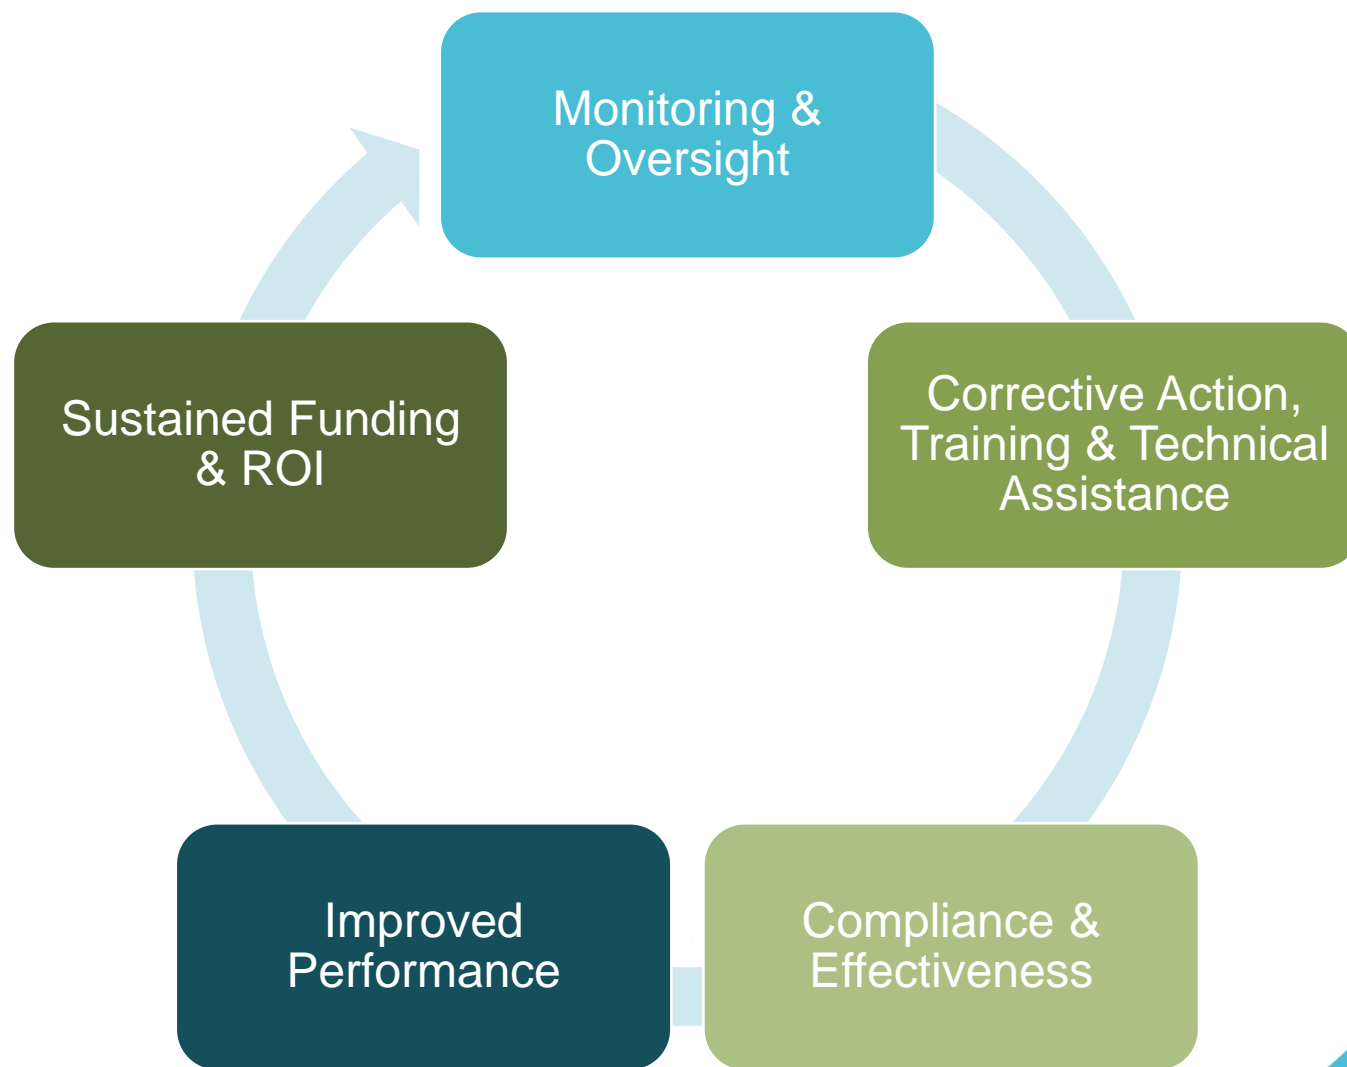 Monitoring &
Oversight
Corrective Action,
Training & Technical
Assistance
Compliance &
Effectiveness
Improved
Performance
Sustained Funding
& ROI